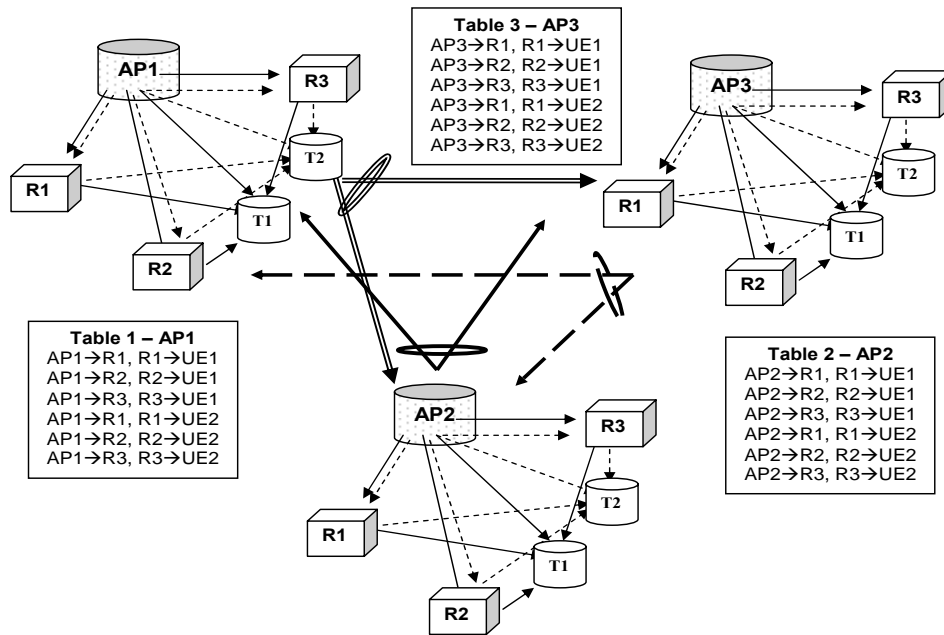 Table 3 – AP3
AP3→R1, R1→UE1
AP3→R2, R2→UE1
AP3→R3, R3→UE1
AP3→R1, R1→UE2
AP3→R2, R2→UE2
AP3→R3, R3→UE2
AP1
R3
T2
R1
T1
R2
AP3
R3
T2
R1
T1
R2
Table 1 – AP1
AP1→R1, R1→UE1
AP1→R2, R2→UE1
AP1→R3, R3→UE1
AP1→R1, R1→UE2
AP1→R2, R2→UE2
AP1→R3, R3→UE2
Table 2 – AP2
AP2→R1, R1→UE1
AP2→R2, R2→UE1
AP2→R3, R3→UE1
AP2→R1, R1→UE2
AP2→R2, R2→UE2
AP2→R3, R3→UE2
AP2
R3
T2
R1
T1
R2